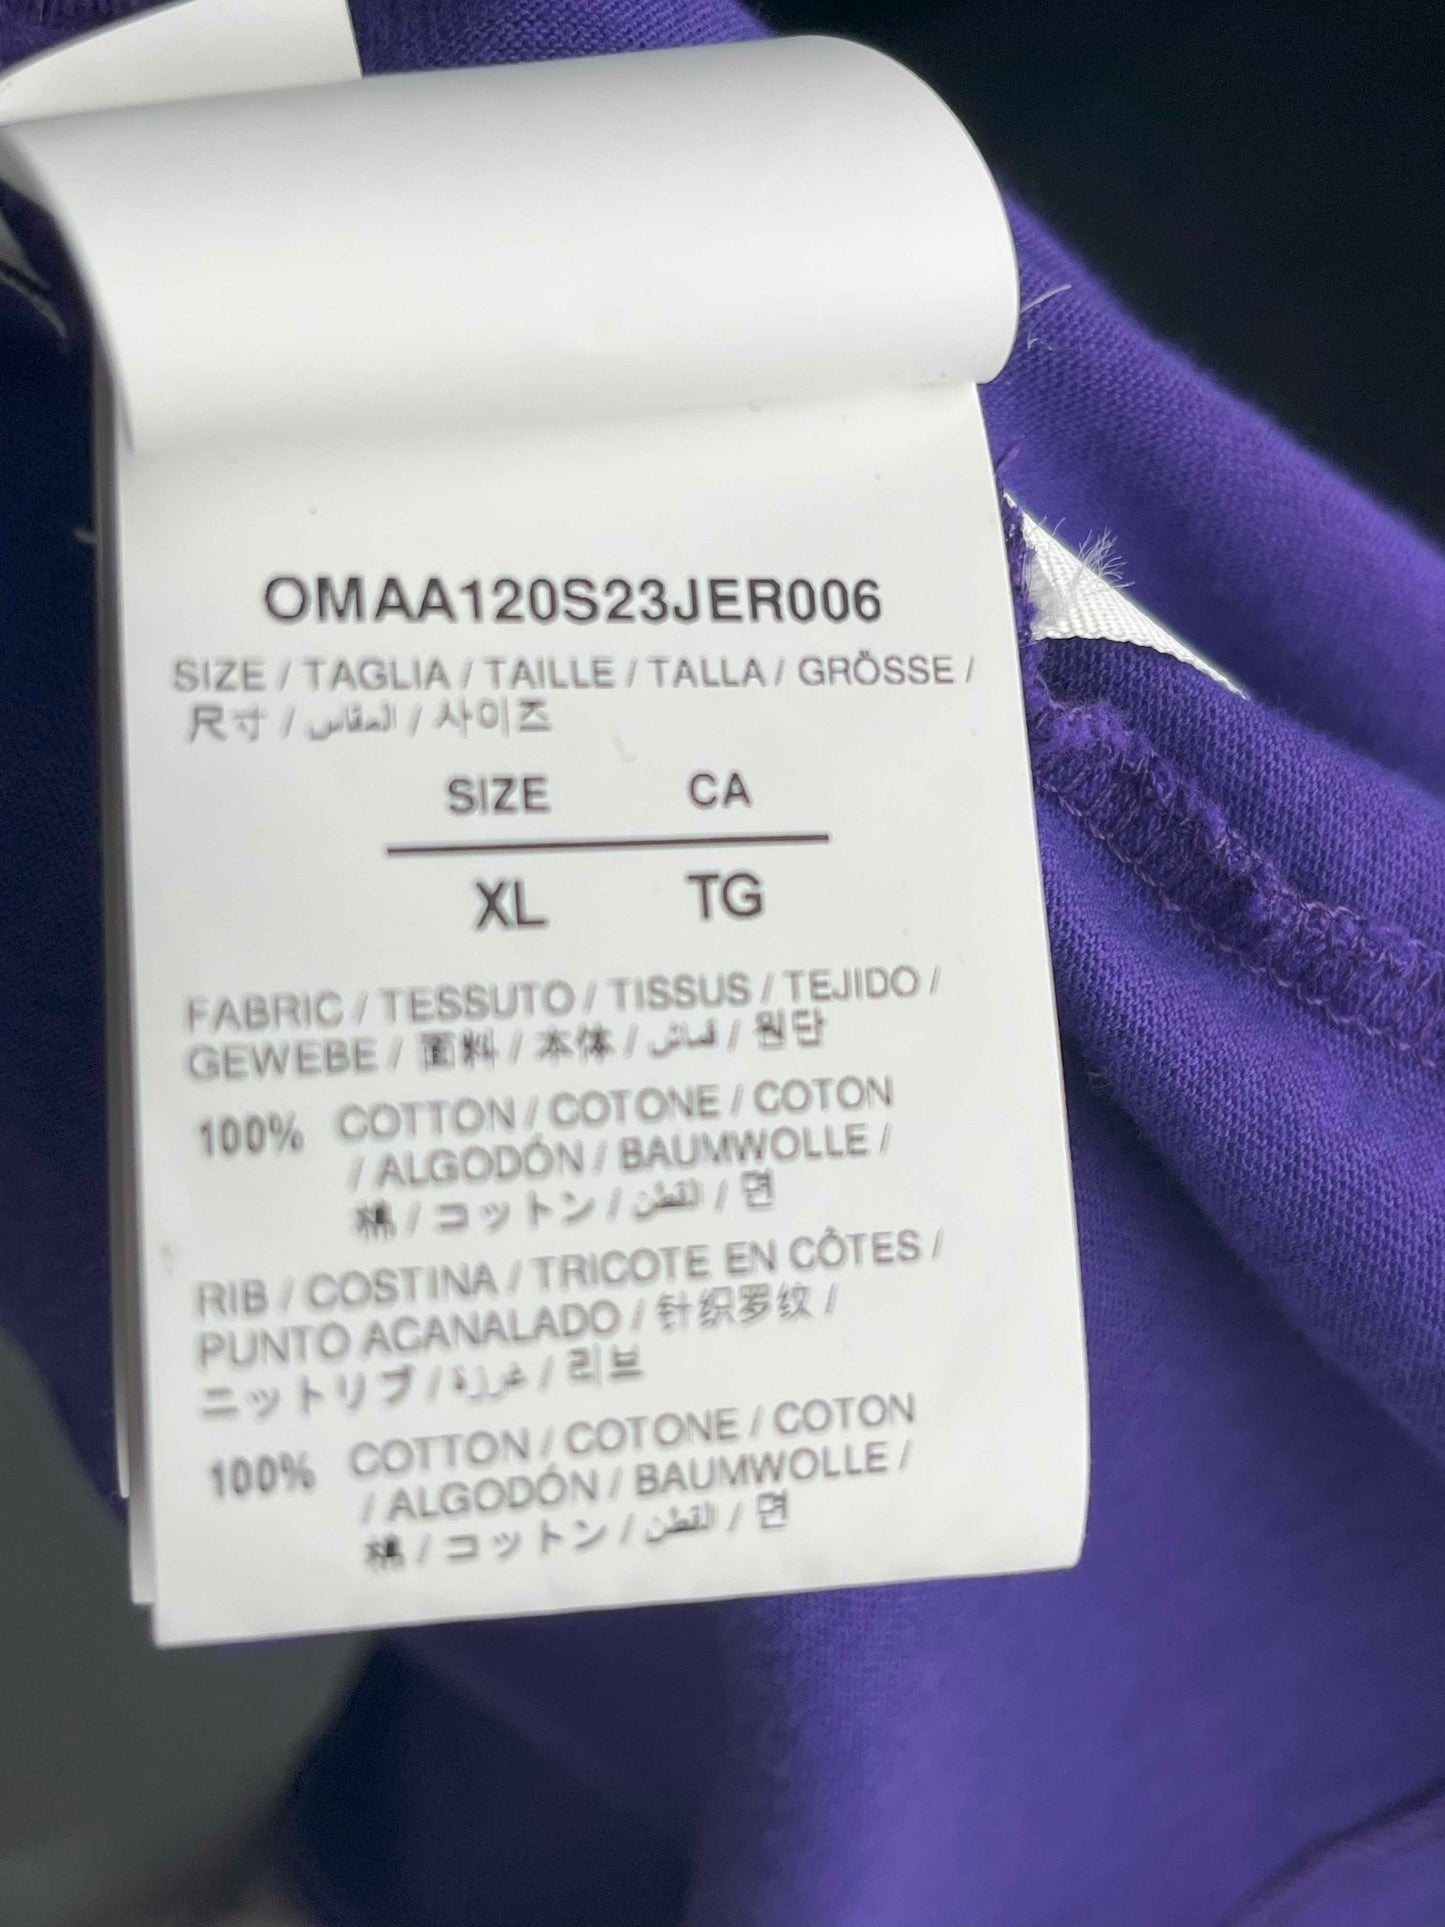 OMAA120S23JER006
SIZE / TAGLIA / TAILLE / TALLA / GRÖSSE /
尺寸 / المقاس / 사이즈
SIZE CA
XL TG
FABRIC / TESSUTO / TISSUS / TEJIDO /
GEWEBE / 面料 / 本体 / قماش / 원단
100% COTTON / COTONE / COTON
/ ALGODÓN / BAUMWOLLE /
棉 / コットン / القطن / 면
RIB / COSTINA / TRICOTE EN CÔTES /
PUNTO ACANALADO / 针织罗纹 /
ニットリブ / غرزة / 리브
100% COTTON / COTONE / COTON
/ ALGODÓN / BAUMWOLLE /
棉 / コットン / القطن / 면